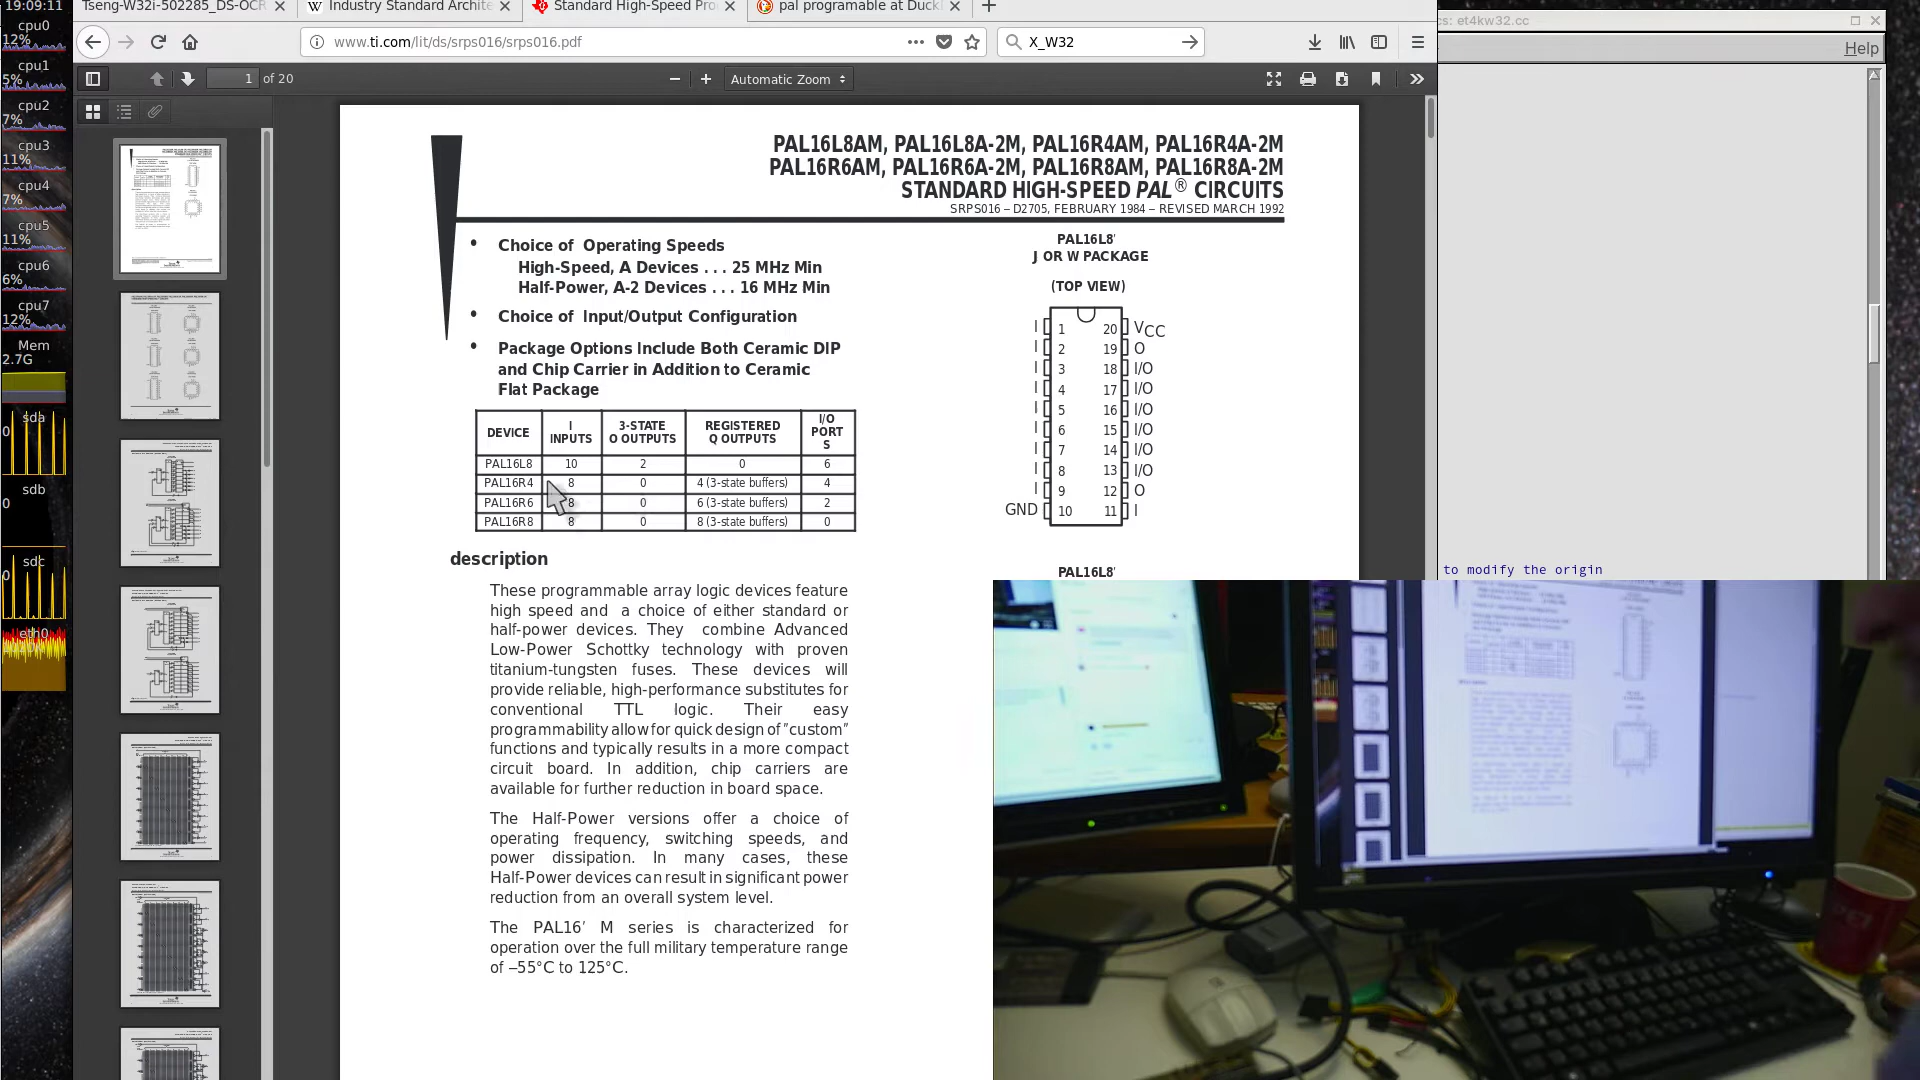 19:09:11
cpu0
12%
cpu1
5%
cpu2
7%
cpu3
11%
cpu4
7%
cpu5
11%
cpu6
6%
cpu7
12%
Mem
2.7G
sda
0
sdb
0
sdc
0
eth0
Tseng-W32i-502285_DS-OCR
Industry Standard Archite
Standard High-Speed Pro
pal programable at Duck
cs: et4kw32.cc
www.ti.com/lit/ds/srps016/srps016.pdf
X_W32
Help
1 of 20
Automatic Zoom
PAL16L8AM, PAL16L8A-2M, PAL16R4AM, PAL16R4A-2M
PAL16R6AM, PAL16R6A-2M, PAL16R8AM, PAL16R8A-2M
STANDARD HIGH-SPEED PAL® CIRCUITS
SRPS016 – D2705, FEBRUARY 1984 – REVISED MARCH 1992
• Choice of Operating Speeds
High-Speed, A Devices . . . 25 MHz Min
Half-Power, A-2 Devices . . . 16 MHz Min
• Choice of Input/Output Configuration
• Package Options Include Both Ceramic DIP
and Chip Carrier in Addition to Ceramic
Flat Package
DEVICE | I INPUTS | 3-STATE O OUTPUTS | REGISTERED Q OUTPUTS | I/O PORT S
PAL16L8 | 10 | 2 | 0 | 6
PAL16R4 | 8 | 0 | 4 (3-state buffers) | 4
PAL16R6 | 8 | 0 | 6 (3-state buffers) | 2
PAL16R8 | 8 | 0 | 8 (3-state buffers) | 0
description
These programmable array logic devices feature
high speed and a choice of either standard or
half-power devices. They combine Advanced
Low-Power Schottky technology with proven
titanium-tungsten fuses. These devices will
provide reliable, high-performance substitutes for
conventional TTL logic. Their easy
programmability allow for quick design of "custom"
functions and typically results in a more compact
circuit board. In addition, chip carriers are
available for further reduction in board space.
The Half-Power versions offer a choice of
operating frequency, switching speeds, and
power dissipation. In many cases, these
Half-Power devices can result in significant power
reduction from an overall system level.
The PAL16′ M series is characterized for
operation over the full military temperature range
of –55°C to 125°C.
PAL16L8′
J OR W PACKAGE
(TOP VIEW)
I 1 20 VCC
I 2 19 O
I 3 18 I/O
I 4 17 I/O
I 5 16 I/O
I 6 15 I/O
I 7 14 I/O
I 8 13 I/O
I 9 12 O
GND 10 11 I
PAL16L8′
to modify the origin